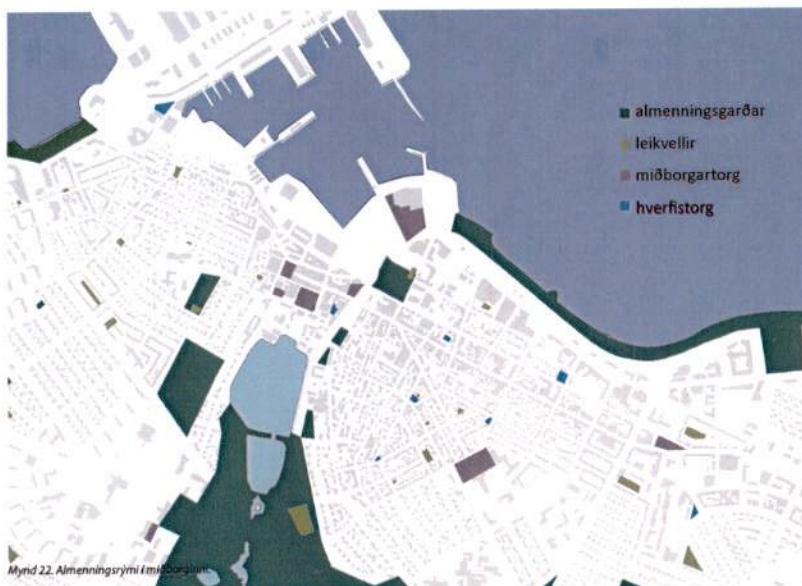 almenningsgarðar
leikvellir
miðborgartorg
hverfistorg
Mynd 22. Almenningsrými í miðborginni.